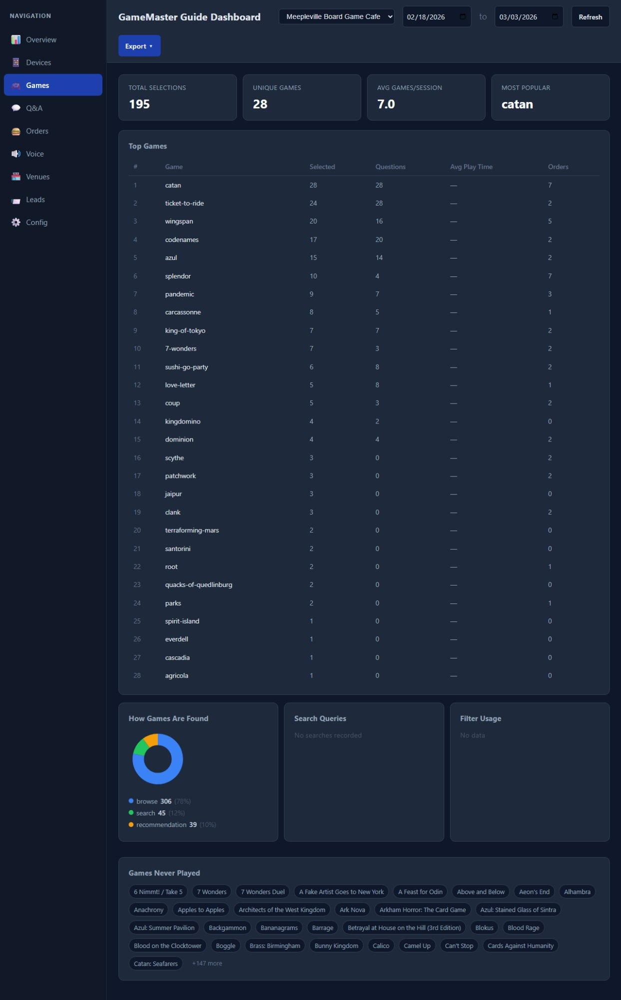 NAVIGATION
Overview
Devices
Games
Q&A
Orders
Voice
Venues
Leads
Config
GameMaster Guide Dashboard
Meepleville Board Game Cafe
02/18/2026 to 03/03/2026
Refresh
Export ▾
TOTAL SELECTIONS
195
UNIQUE GAMES
28
AVG GAMES/SESSION
7.0
MOST POPULAR
catan
Top Games
# Game Selected Questions Avg Play Time Orders
1 catan 28 28 — 7
2 ticket-to-ride 24 28 — 2
3 wingspan 20 16 — 5
4 codenames 17 20 — 2
5 azul 15 14 — 2
6 splendor 10 4 — 7
7 pandemic 9 7 — 3
8 carcassonne 8 5 — 1
9 king-of-tokyo 7 7 — 2
10 7-wonders 7 3 — 2
11 sushi-go-party 6 8 — 2
12 love-letter 5 8 — 1
13 coup 5 3 — 2
14 kingdomino 4 2 — 0
15 dominion 4 4 — 2
16 scythe 3 0 — 2
17 patchwork 3 0 — 2
18 jaipur 3 0 — 0
19 clank 3 0 — 2
20 terraforming-mars 2 0 — 0
21 santorini 2 0 — 0
22 root 2 0 — 1
23 quacks-of-quedlinburg 2 0 — 0
24 parks 2 0 — 1
25 spirit-island 1 0 — 0
26 everdell 1 0 — 0
27 cascadia 1 0 — 0
28 agricola 1 0 — 0
How Games Are Found
browse 306 (78%)
search 45 (12%)
recommendation 39 (10%)
Search Queries
No searches recorded
Filter Usage
No data
Games Never Played
6 Nimmt! / Take 5 7 Wonders 7 Wonders Duel A Fake Artist Goes to New York A Feast for Odin Above and Below Aeon's End Alhambra
Anachrony Apples to Apples Architects of the West Kingdom Ark Nova Arkham Horror: The Card Game Azul: Stained Glass of Sintra
Azul: Summer Pavilion Backgammon Bananagrams Barrage Betrayal at House on the Hill (3rd Edition) Blokus Blood Rage
Blood on the Clocktower Boggle Brass: Birmingham Bunny Kingdom Calico Camel Up Can't Stop Cards Against Humanity
Catan: Seafarers +147 more